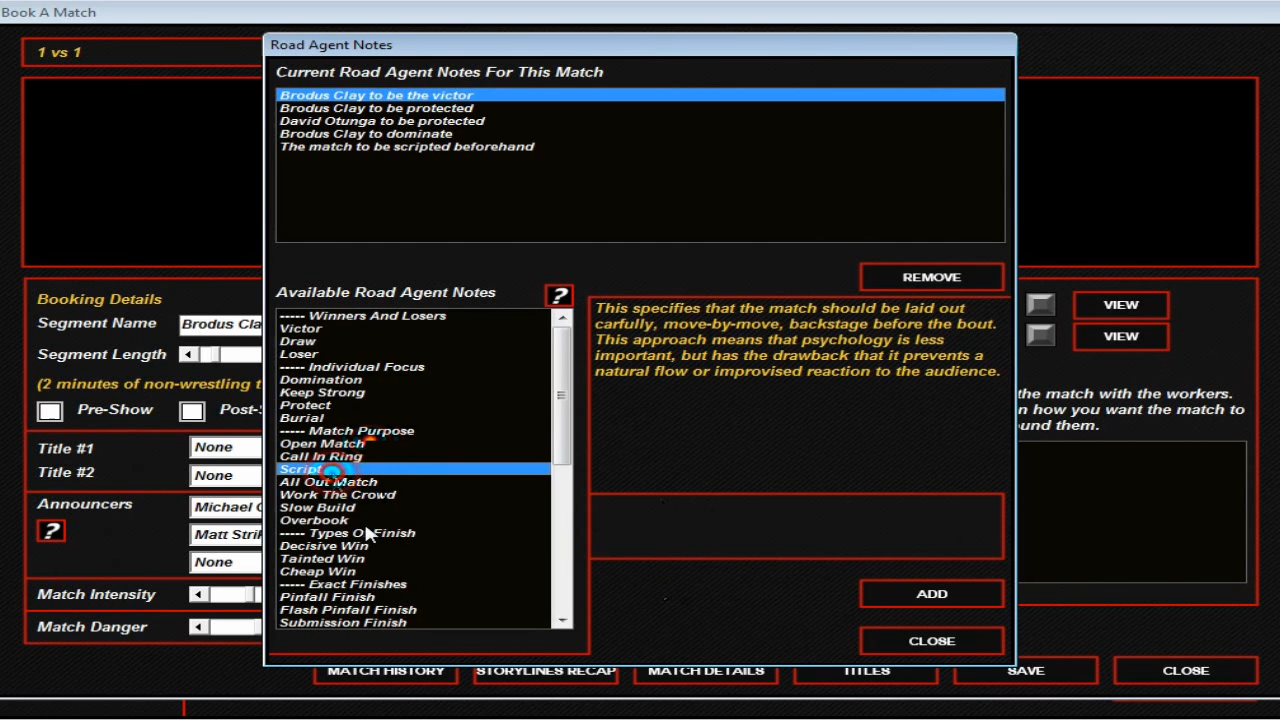 Book A Match
1 vs 1
Road Agent Notes
Current Road Agent Notes For This Match
Brodus Clay to be the victor
Brodus Clay to be protected
David Otunga to be protected
Brodus Clay to dominate
The match to be scripted beforehand
REMOVE
Available Road Agent Notes
?
----- Winners And Losers
Victor
Draw
Loser
----- Individual Focus
Domination
Keep Strong
Protect
Burial
----- Match Purpose
Open Match
Call In Ring
Script
All Out Match
Work The Crowd
Slow Build
Overbook
----- Types Of Finish
Decisive Win
Tainted Win
Cheap Win
----- Exact Finishes
Pinfall Finish
Flash Pinfall Finish
Submission Finish
This specifies that the match should be laid out
carfully, move-by-move, backstage before the bout.
This approach means that psychology is less
important, but has the drawback that it prevents a
natural flow or improvised reaction to the audience.
ADD
CLOSE
Booking Details
Segment Name
Brodus Cla
Segment Length
(2 minutes of non-wrestling t
Pre-Show
Post-S
Title #1
None
Title #2
None
Announcers
Michael C
?
Matt Stri
None
Match Intensity
Match Danger
VIEW
VIEW
the match with the workers.
n how you want the match to
und them.
MATCH HISTORY
STORYLINES RECAP
MATCH DETAILS
TITLES
SAVE
CLOSE